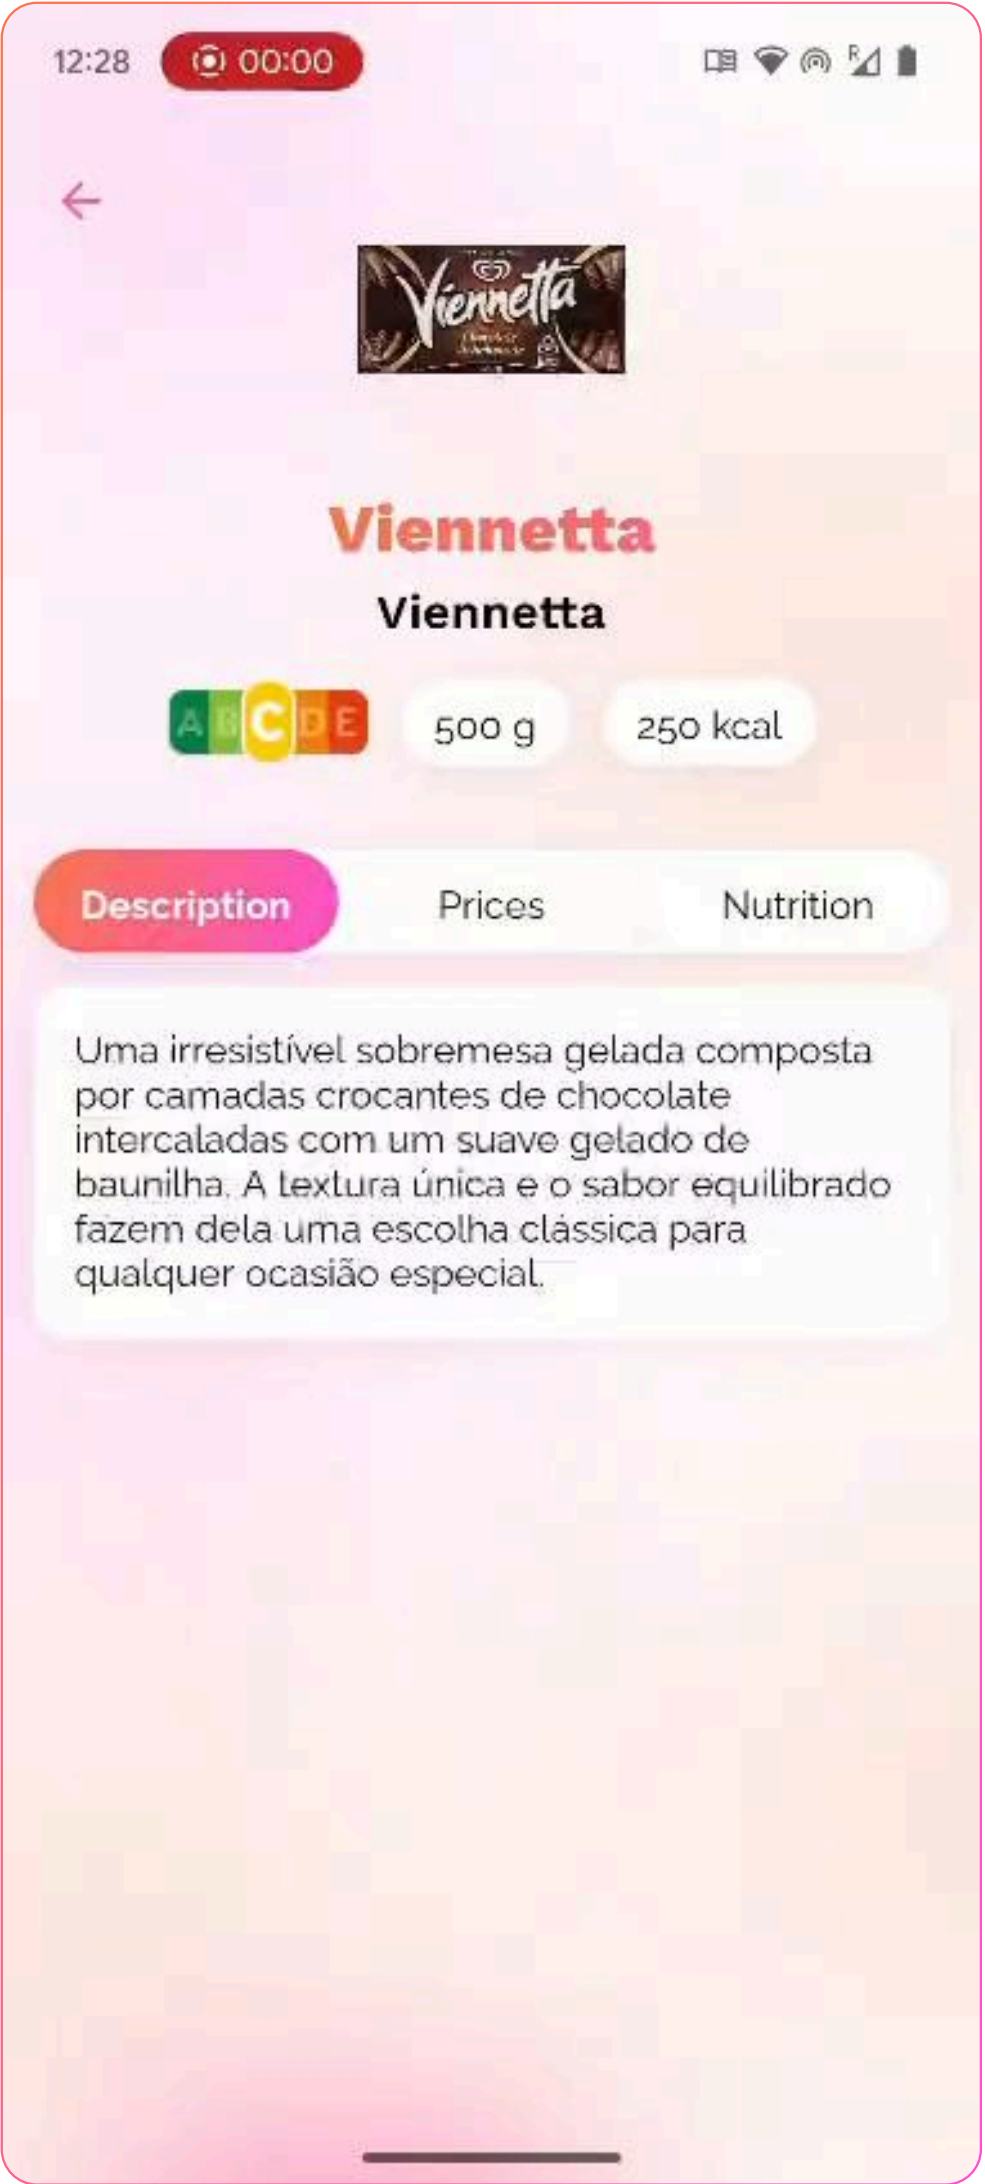 12:28
00:00
R
Viennetta
Viennetta
Viennetta
A B C D E
500 g
250 kcal
Description
Prices
Nutrition
Uma irresistível sobremesa gelada composta
por camadas crocantes de chocolate
intercaladas com um suave gelado de
baunilha. A textura única e o sabor equilibrado
fazem dela uma escolha clássica para
qualquer ocasião especial.